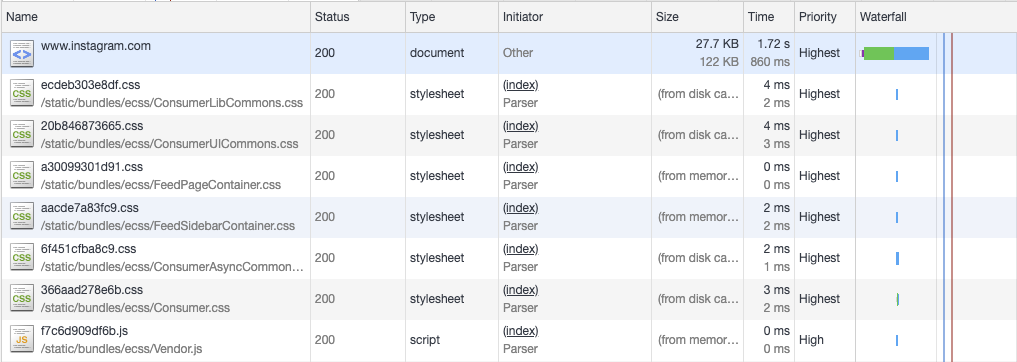 Name Status Type Initiator Size Time Priority Waterfall
www.instagram.com 200 document Other 27.7 KB 1.72 s Highest
122 KB 860 ms
ecdeb303e8df.css 200 stylesheet (index) (from disk ca... 4 ms Highest
/static/bundles/ecss/ConsumerLibCommons.css Parser 2 ms
20b846873665.css 200 stylesheet (index) (from disk ca... 4 ms Highest
/static/bundles/ecss/ConsumerUICommons.css Parser 3 ms
a30099301d91.css 200 stylesheet (index) (from memor... 0 ms Highest
/static/bundles/ecss/FeedPageContainer.css Parser 0 ms
aacde7a83fc9.css 200 stylesheet (index) (from memor... 2 ms Highest
/static/bundles/ecss/FeedSidebarContainer.css Parser 2 ms
6f451cfba8c9.css 200 stylesheet (index) (from disk ca... 2 ms Highest
/static/bundles/ecss/ConsumerAsyncCommon... Parser 1 ms
366aad278e6b.css 200 stylesheet (index) (from disk ca... 3 ms Highest
/static/bundles/ecss/Consumer.css Parser 2 ms
f7c6d909df6b.js 200 script (index) (from memor... 0 ms High
/static/bundles/ecss/Vendor.js Parser 0 ms
CSS
CSS
CSS
CSS
CSS
CSS
JS